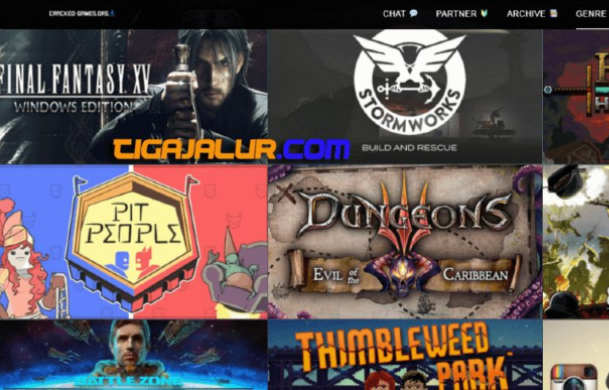 CRACKED-GAMES.ORG
CHAT
PARTNER
ARCHIVE
GENRE
FINAL FANTASY XV
WINDOWS EDITION
STORMWORKS
BUILD AND RESCUE
TIGAJALUR.COM
PIT
PEOPLE
DUNGEONS
III
EVIL of the CARIBBEAN
BATTLEZONE
THIMBLEWEED
PARK